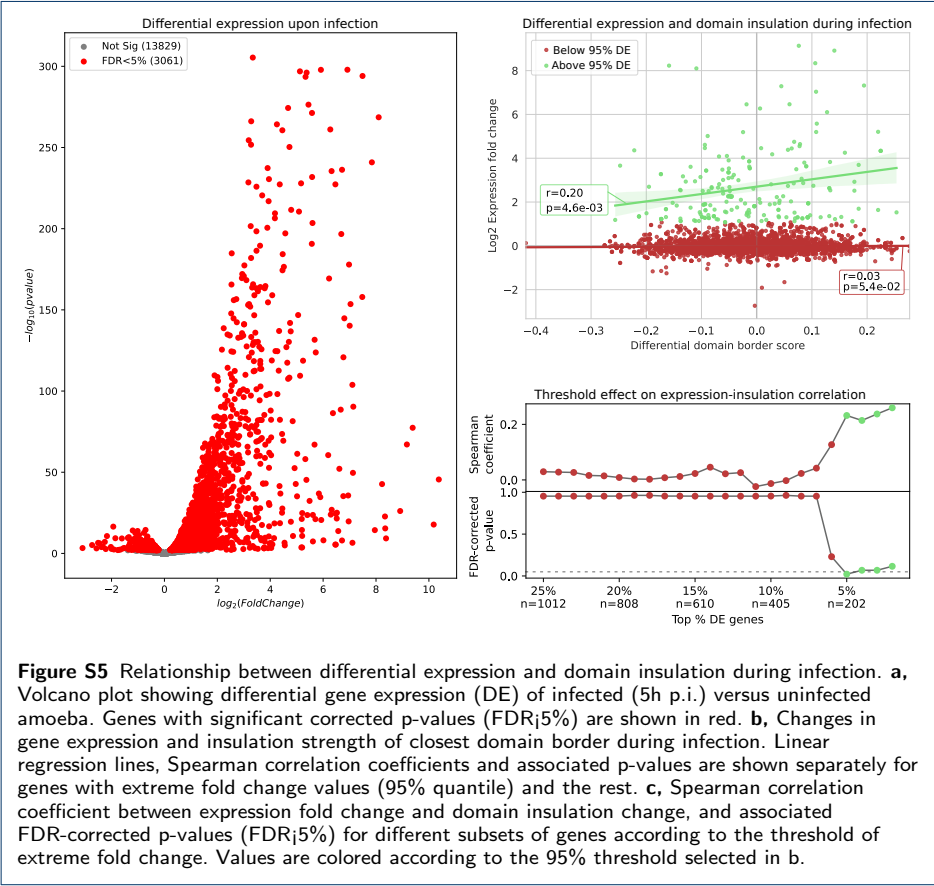 Differential expression upon infection
Not Sig (13829)
FDR<5% (3061)
300
250
200
150
100
50
0
−log10(pvalue)
−2
0
2
4
6
8
10
log2(FoldChange)
Differential expression and domain insulation during infection
Below 95% DE
Above 95% DE
8
6
4
2
0
−2
Log2 Expression fold change
r=0.20
p=4.6e-03
r=0.03
p=5.4e-02
−0.4
−0.3
−0.2
−0.1
0.0
0.1
0.2
Differential domain border score
Threshold effect on expression-insulation correlation
Spearman
coefficient
0.2
0.0
FDR-corrected
p-value
1.0
0.5
0.0
25% 20% 15% 10% 5%
n=1012 n=808 n=610 n=405 n=202
Top % DE genes
Figure S5 Relationship between differential expression and domain insulation during infection. a,
Volcano plot showing differential gene expression (DE) of infected (5h p.i.) versus uninfected
amoeba. Genes with significant corrected p-values (FDR¡5%) are shown in red. b, Changes in
gene expression and insulation strength of closest domain border during infection. Linear
regression lines, Spearman correlation coefficients and associated p-values are shown separately for
genes with extreme fold change values (95% quantile) and the rest. c, Spearman correlation
coefficient between expression fold change and domain insulation change, and associated
FDR-corrected p-values (FDR¡5%) for different subsets of genes according to the threshold of
extreme fold change. Values are colored according to the 95% threshold selected in b.